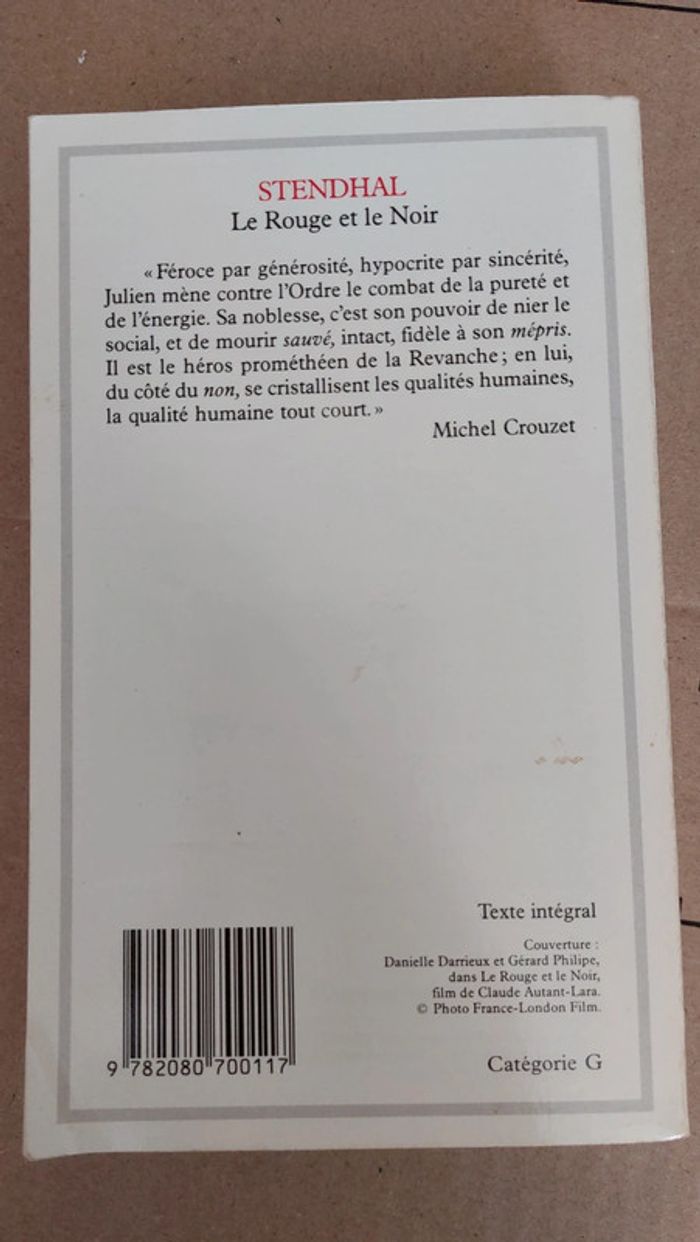 STENDHAL
Le Rouge et le Noir
« Féroce par générosité, hypocrite par sincérité,
Julien mène contre l'Ordre le combat de la pureté et
de l'énergie. Sa noblesse, c'est son pouvoir de nier le
social, et de mourir sauvé, intact, fidèle à son mépris.
Il est le héros prométhéen de la Revanche ; en lui,
du côté du non, se cristallisent les qualités humaines,
la qualité humaine tout court. »
Michel Crouzet
Texte intégral
Couverture :
Danielle Darrieux et Gérard Philipe,
dans Le Rouge et le Noir,
film de Claude Autant-Lara.
© Photo France-London Film.
9 782080 700117
Catégorie G